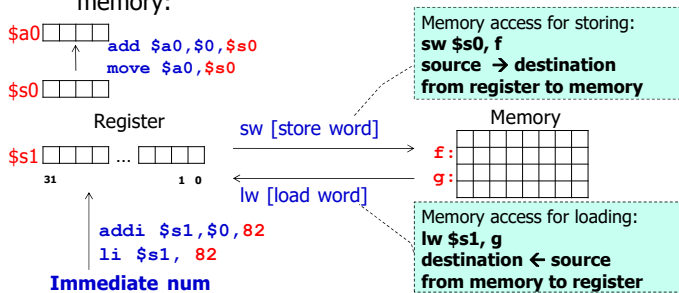 memory:
$a0
add $a0,$0,$s0
move $a0,$s0
$s0
Register
$s1
...
31
1 0
addi $s1,$0,82
li $s1, 82
Immediate num
sw [store word]
lw [load word]
Memory access for storing:
sw $s0, f
source → destination
from register to memory
Memory
f:
g:
Memory access for loading:
lw $s1, g
destination ← source
from memory to register